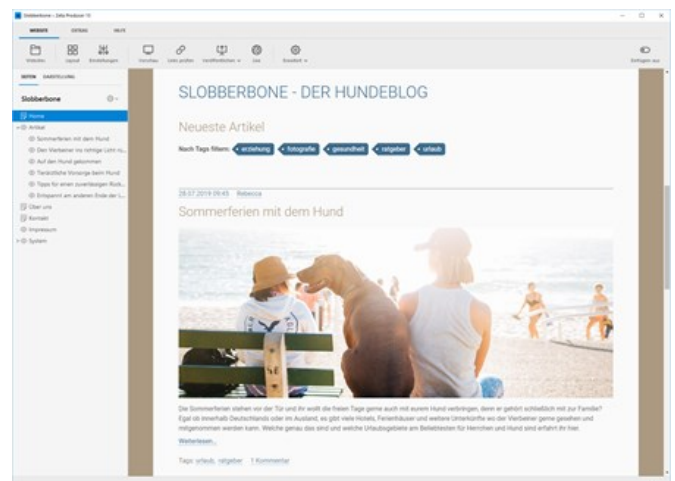 Slobberbone - Zeta Producer 15
WEBSITE EXTRAS HILFE
Websites Layout Einstellungen Vorschau Links prüfen Veröffentlichen Live Erweitert Einfügen aus
SEITEN DARSTELLUNG
Slobberbone
Home
Artikel
Sommerferien mit dem Hund
Den Vierbeiner ins richtige Licht rü...
Auf den Hund gekommen
Tierärztliche Vorsorge beim Hund
Tipps für einen zuverlässigen Rück...
Entspannt am anderen Ende der L...
Über uns
Kontakt
Impressum
System
SLOBBERBONE - DER HUNDEBLOG
Neueste Artikel
Nach Tags filtern: erziehung fotografie gesundheit ratgeber urlaub
28.07.2019 09:45 Rebecca
Sommerferien mit dem Hund
Die Sommerferien stehen vor der Tür und ihr wollt die freien Tage gerne auch mit eurem Hund verbringen, denn er gehört schließlich mit zur Familie?
Egal ob innerhalb Deutschlands oder im Ausland, es gibt viele Hotels, Ferienhäuser und weitere Unterkünfte wo der Vierbeiner gerne gesehen und
mitgenommen werden kann. Welche genau das sind und welche Urlaubsgebiete am Beliebtesten für Herrchen und Hund sind erfahrt ihr hier.
Weiterlesen...
Tags: urlaub, ratgeber 1 Kommentar